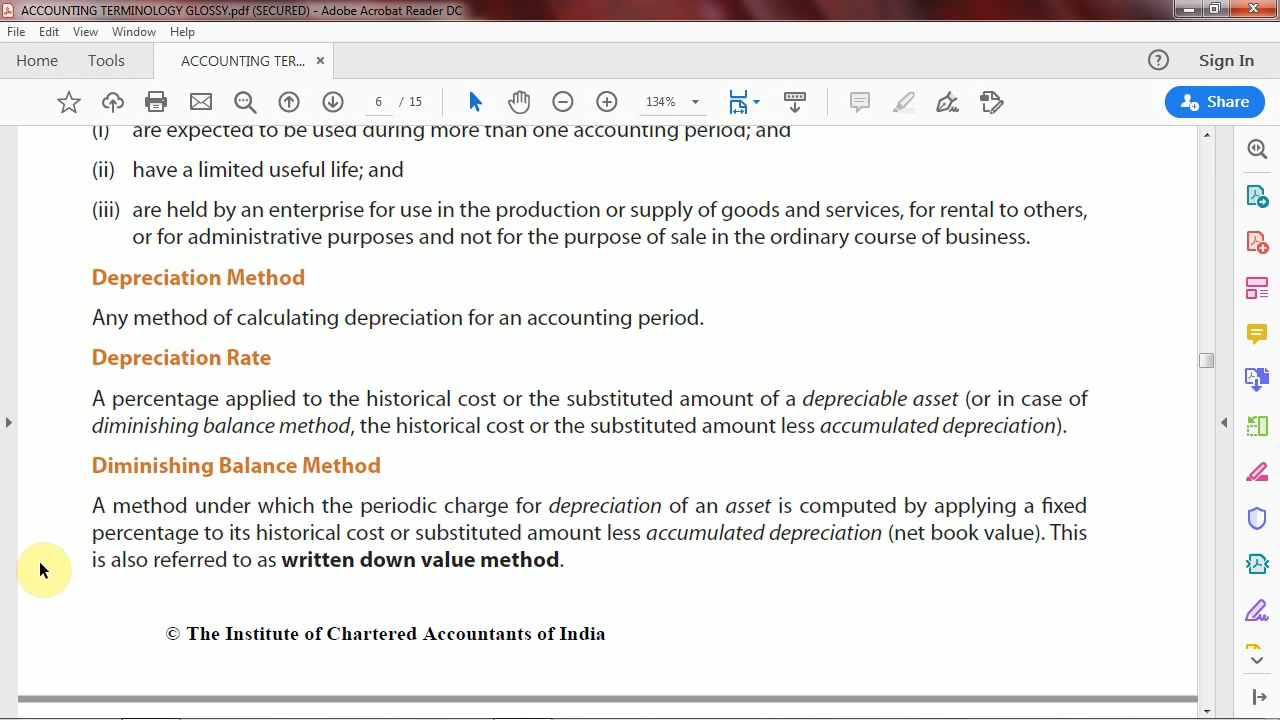 ACCOUNTING TERMINOLOGY GLOSSY.pdf (SECURED) - Adobe Acrobat Reader DC
File Edit View Window Help
Home Tools ACCOUNTING TER... × Sign In
6 / 15 134% Share
(i) are expected to be used during more than one accounting period; and
(ii) have a limited useful life; and
(iii) are held by an enterprise for use in the production or supply of goods and services, for rental to others,
or for administrative purposes and not for the purpose of sale in the ordinary course of business.
Depreciation Method
Any method of calculating depreciation for an accounting period.
Depreciation Rate
A percentage applied to the historical cost or the substituted amount of a depreciable asset (or in case of
diminishing balance method, the historical cost or the substituted amount less accumulated depreciation).
Diminishing Balance Method
A method under which the periodic charge for depreciation of an asset is computed by applying a fixed
percentage to its historical cost or substituted amount less accumulated depreciation (net book value). This
is also referred to as written down value method.
© The Institute of Chartered Accountants of India